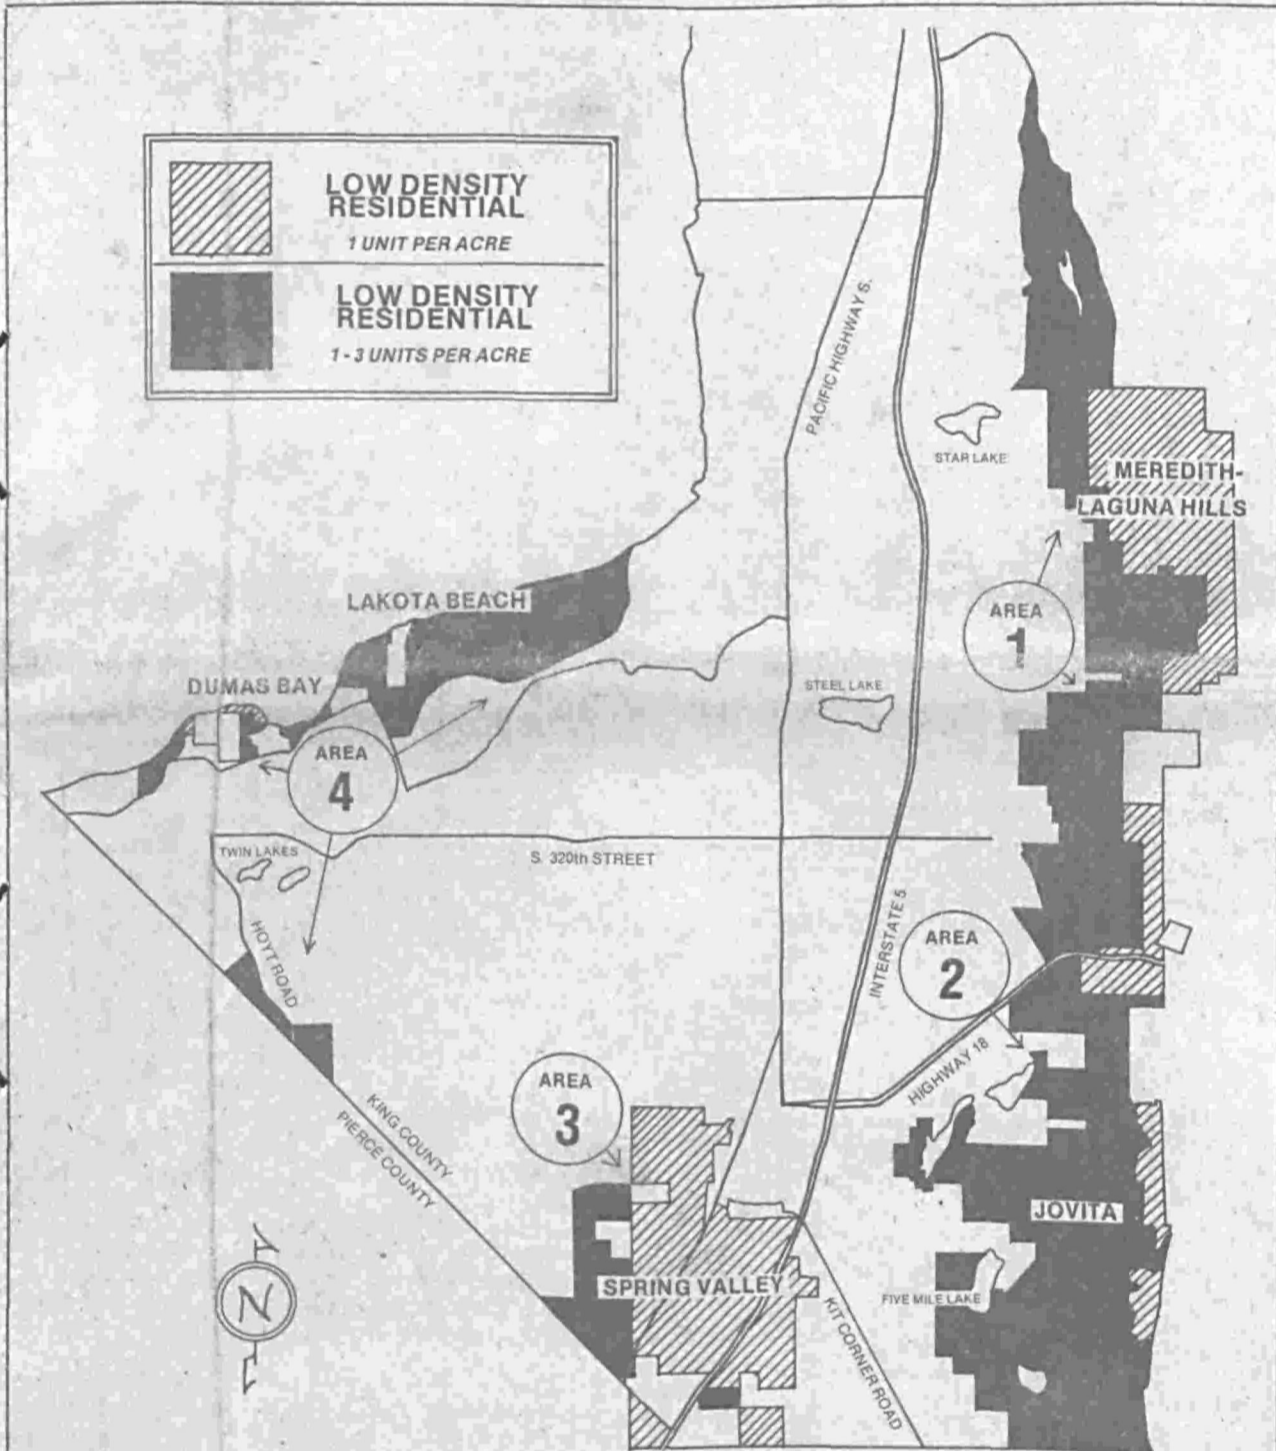 LOW DENSITY
RESIDENTIAL
1 UNIT PER ACRE
LOW DENSITY
RESIDENTIAL
1 - 3 UNITS PER ACRE
PACIFIC HIGHWAY S.
STAR LAKE
MEREDITH-
LAGUNA HILLS
LAKOTA BEACH
AREA
1
DUMAS BAY
STEEL LAKE
AREA
4
TWIN LAKES
S. 320th STREET
HOYT ROAD
INTERSTATE 5
AREA
2
HIGHWAY 18
AREA
3
KING COUNTY
PIERCE COUNTY
JOVITA
SPRING VALLEY
FIVE MILE LAKE
KIT CORNER ROAD
N